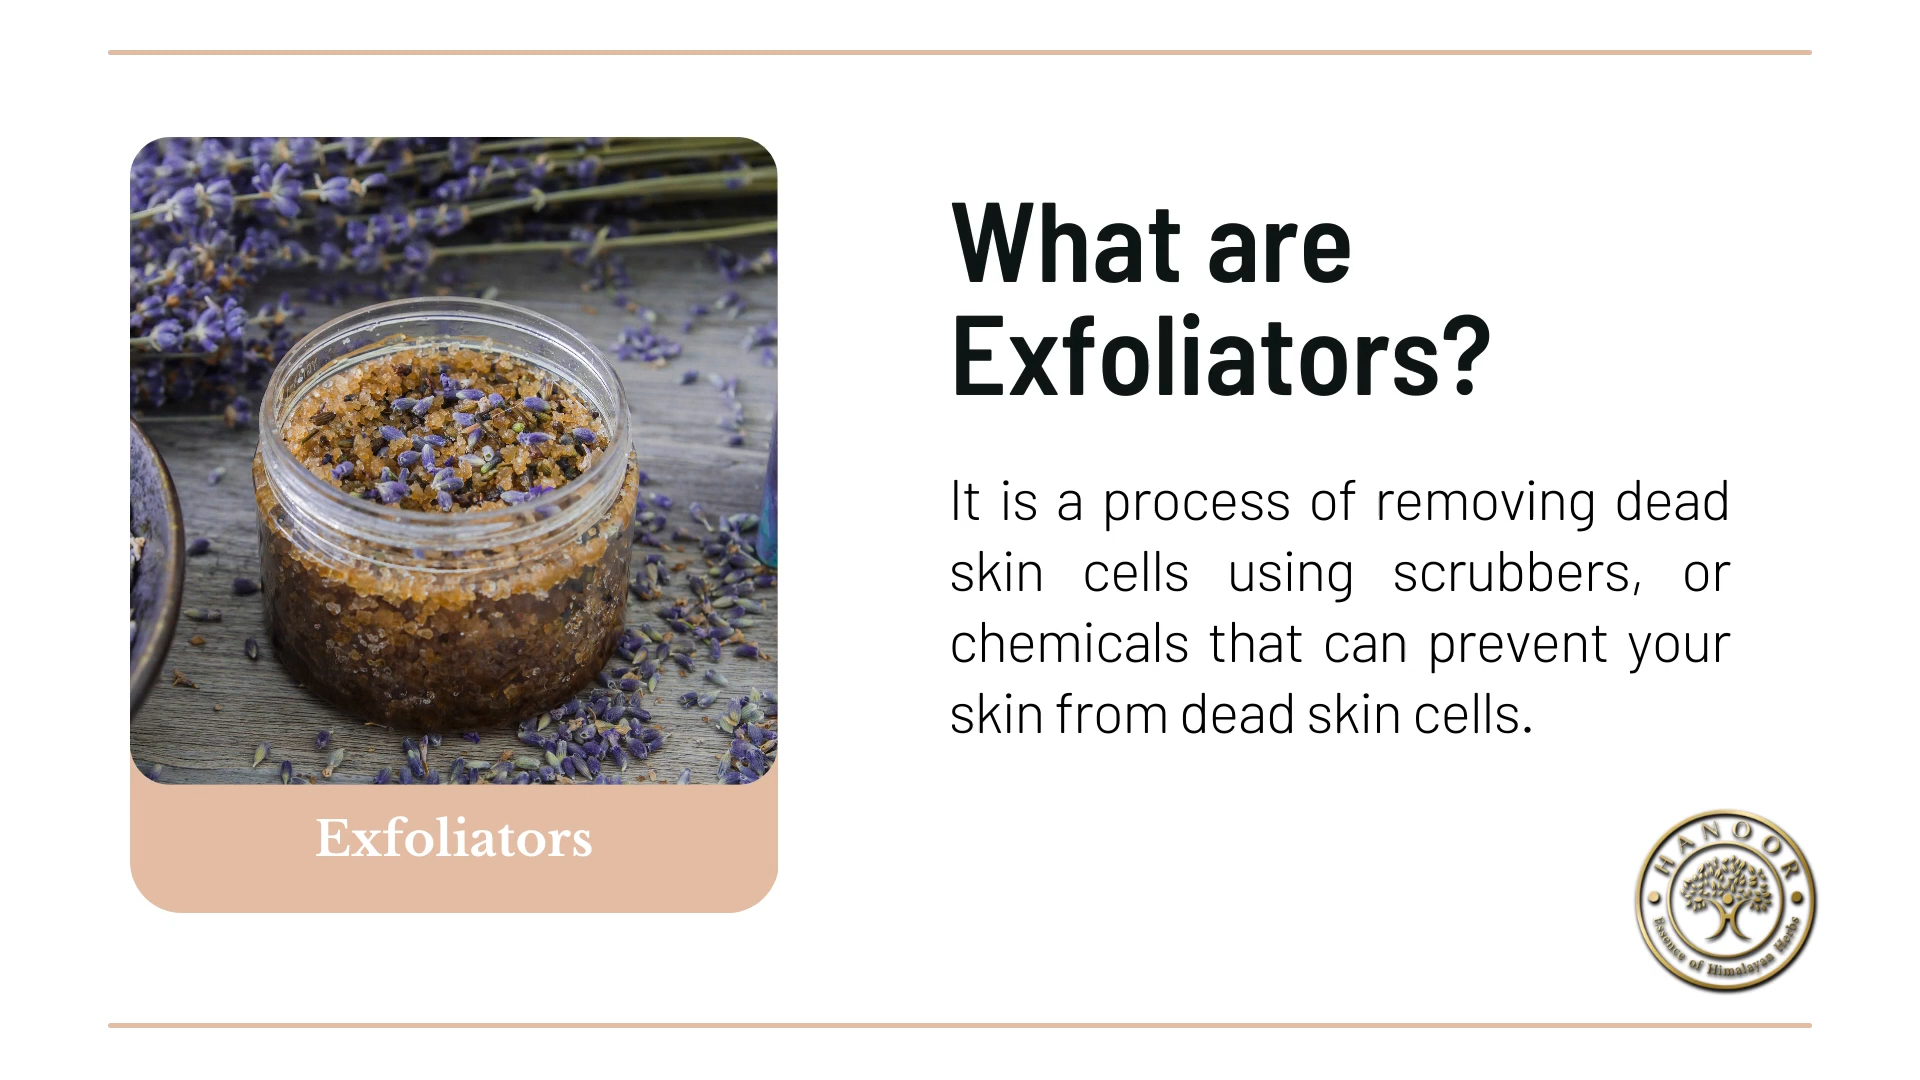 What are
Exfoliators?
It is a process of removing dead
skin cells using scrubbers, or
chemicals that can prevent your
skin from dead skin cells.
Exfoliators
HANOOR
Essence of Himalayan Herbs